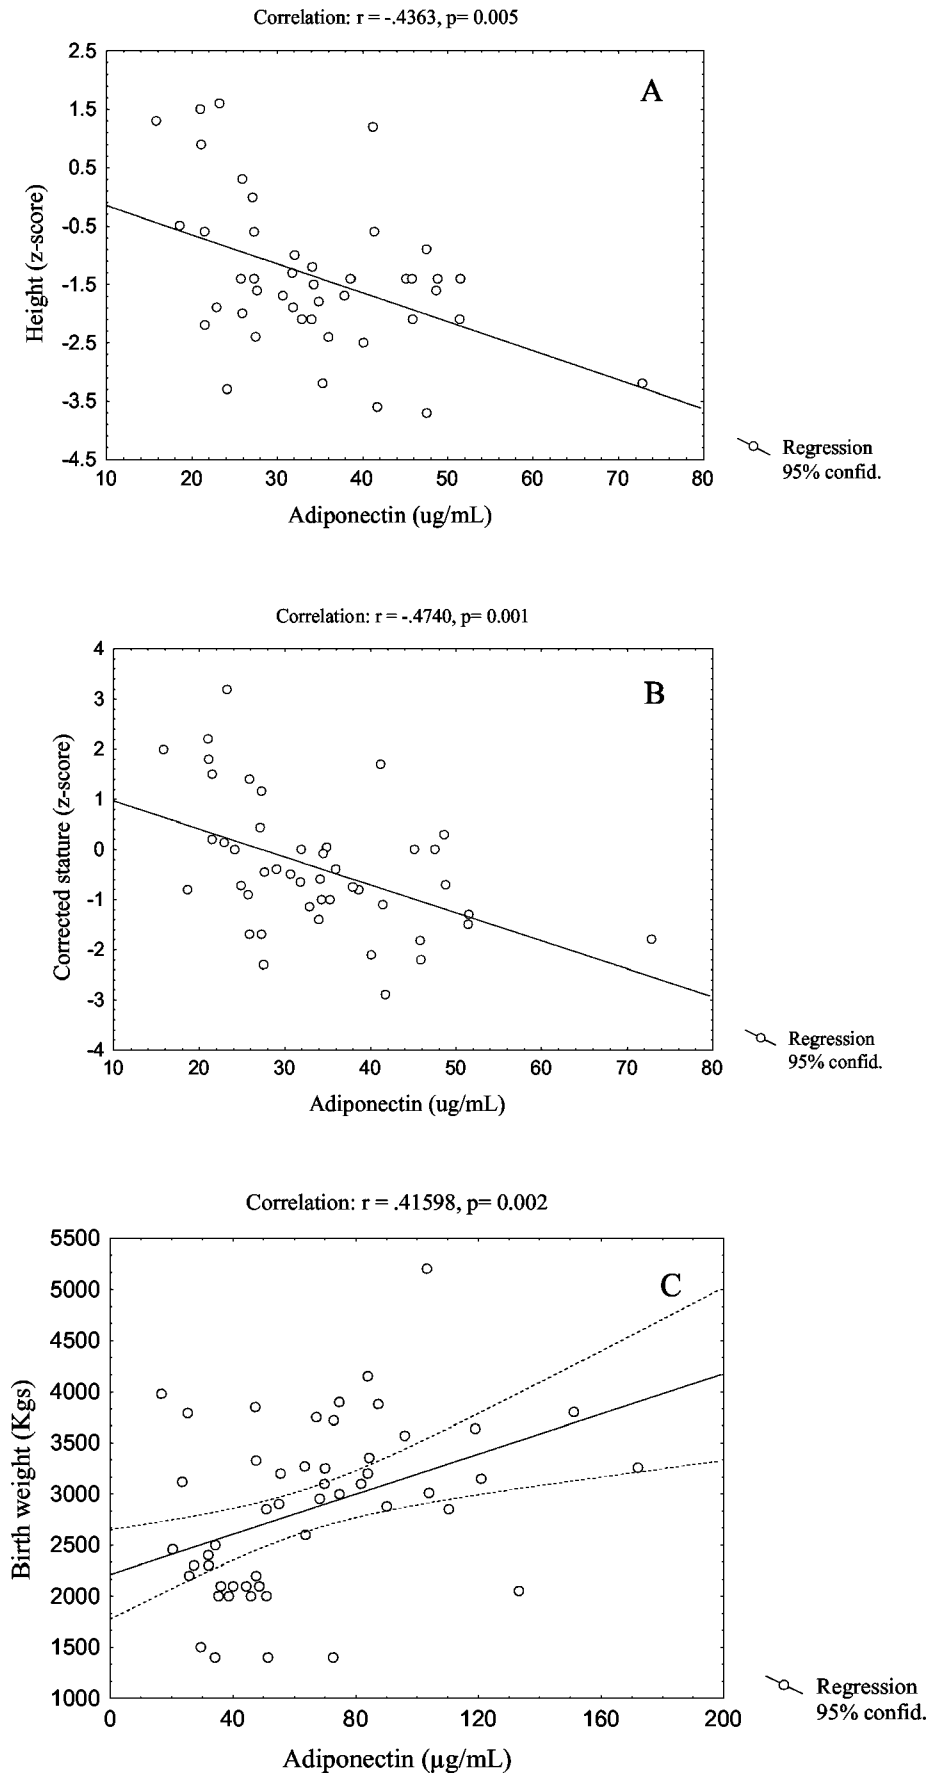 Correlation: r = -.4363, p= 0.005
A
2.5
1.5
0.5
-0.5
-1.5
-2.5
-3.5
-4.5
Height (z-score)
10 20 30 40 50 60 70 80
Adiponectin (ug/mL)
Regression
95% confid.
Correlation: r = -.4740, p= 0.001
B
4
3
2
1
0
-1
-2
-3
-4
Corrected stature (z-score)
10 20 30 40 50 60 70 80
Adiponectin (ug/mL)
Regression
95% confid.
Correlation: r = .41598, p= 0.002
C
5500
5000
4500
4000
3500
3000
2500
2000
1500
1000
Birth weight (Kgs)
0 40 80 120 160 200
Adiponectin (µg/mL)
Regression
95% confid.